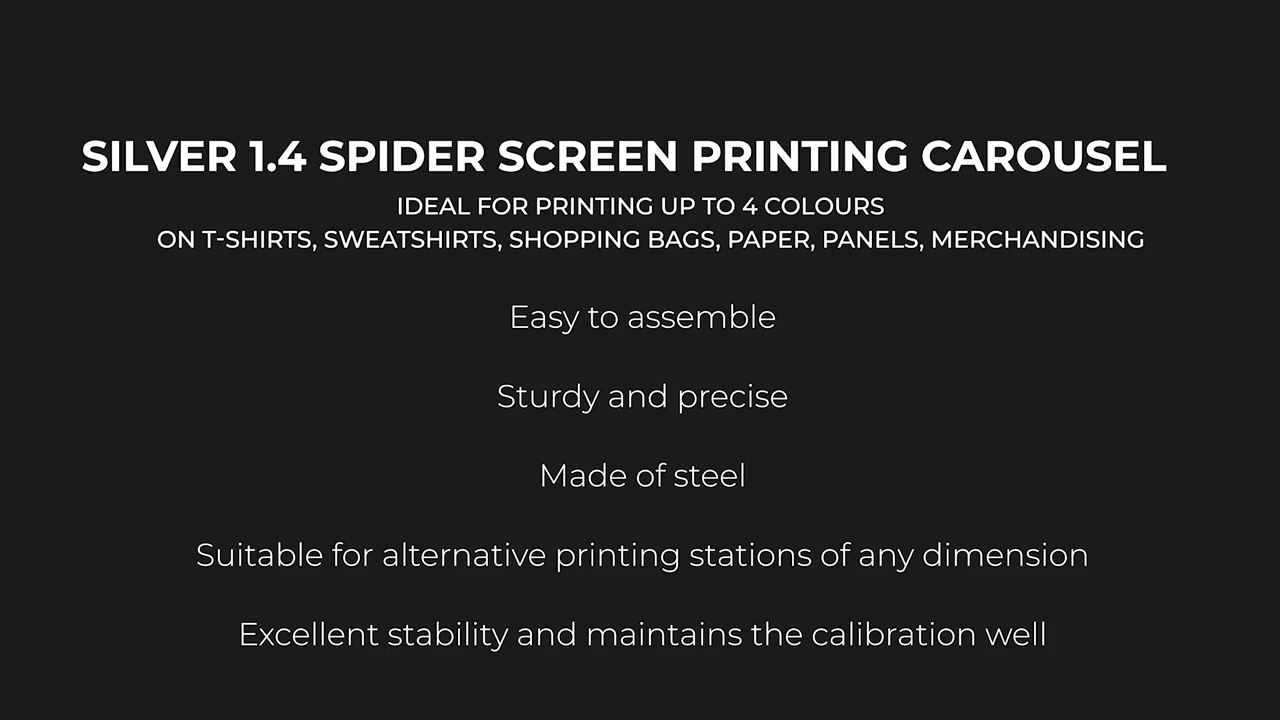 SILVER 1.4 SPIDER SCREEN PRINTING CAROUSEL
IDEAL FOR PRINTING UP TO 4 COLOURS
ON T-SHIRTS, SWEATSHIRTS, SHOPPING BAGS, PAPER, PANELS, MERCHANDISING
Easy to assemble
Sturdy and precise
Made of steel
Suitable for alternative printing stations of any dimension
Excellent stability and maintains the calibration well